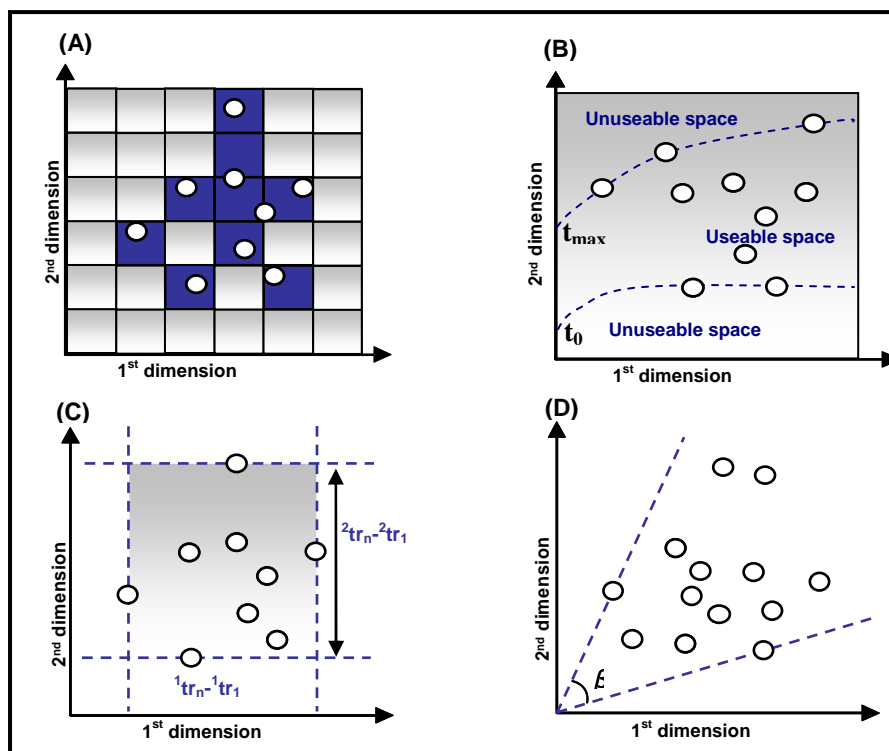 (A)
2nd dimension
1st dimension
(B)
Unuseable space
tmax
Useable space
t0
Unuseable space
2nd dimension
1st dimension
(C)
2trn-2tr1
1trn-1tr1
2nd dimension
1st dimension
(D)
β
2nd dimension
1st dimension